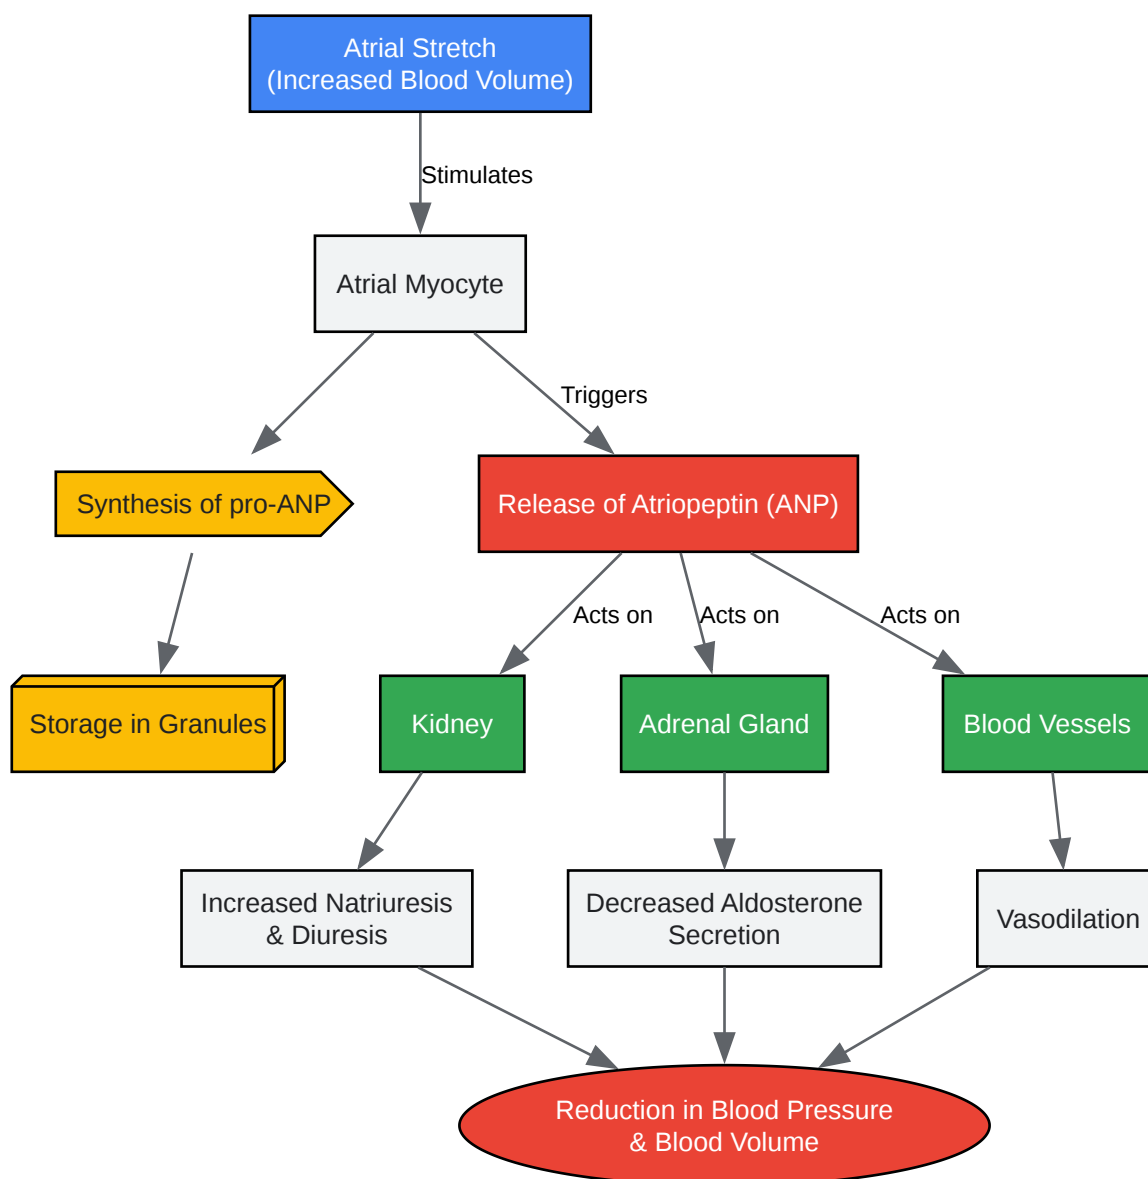 Atrial Stretch
(Increased Blood Volume)
Stimulates
Atrial Myocyte
Triggers
Synthesis of pro-ANP
Release of Atriopeptin (ANP)
Acts on
Acts on
Acts on
Storage in Granules
Kidney
Adrenal Gland
Blood Vessels
Increased Natriuresis
& Diuresis
Decreased Aldosterone
Secretion
Vasodilation
Reduction in Blood Pressure
& Blood Volume